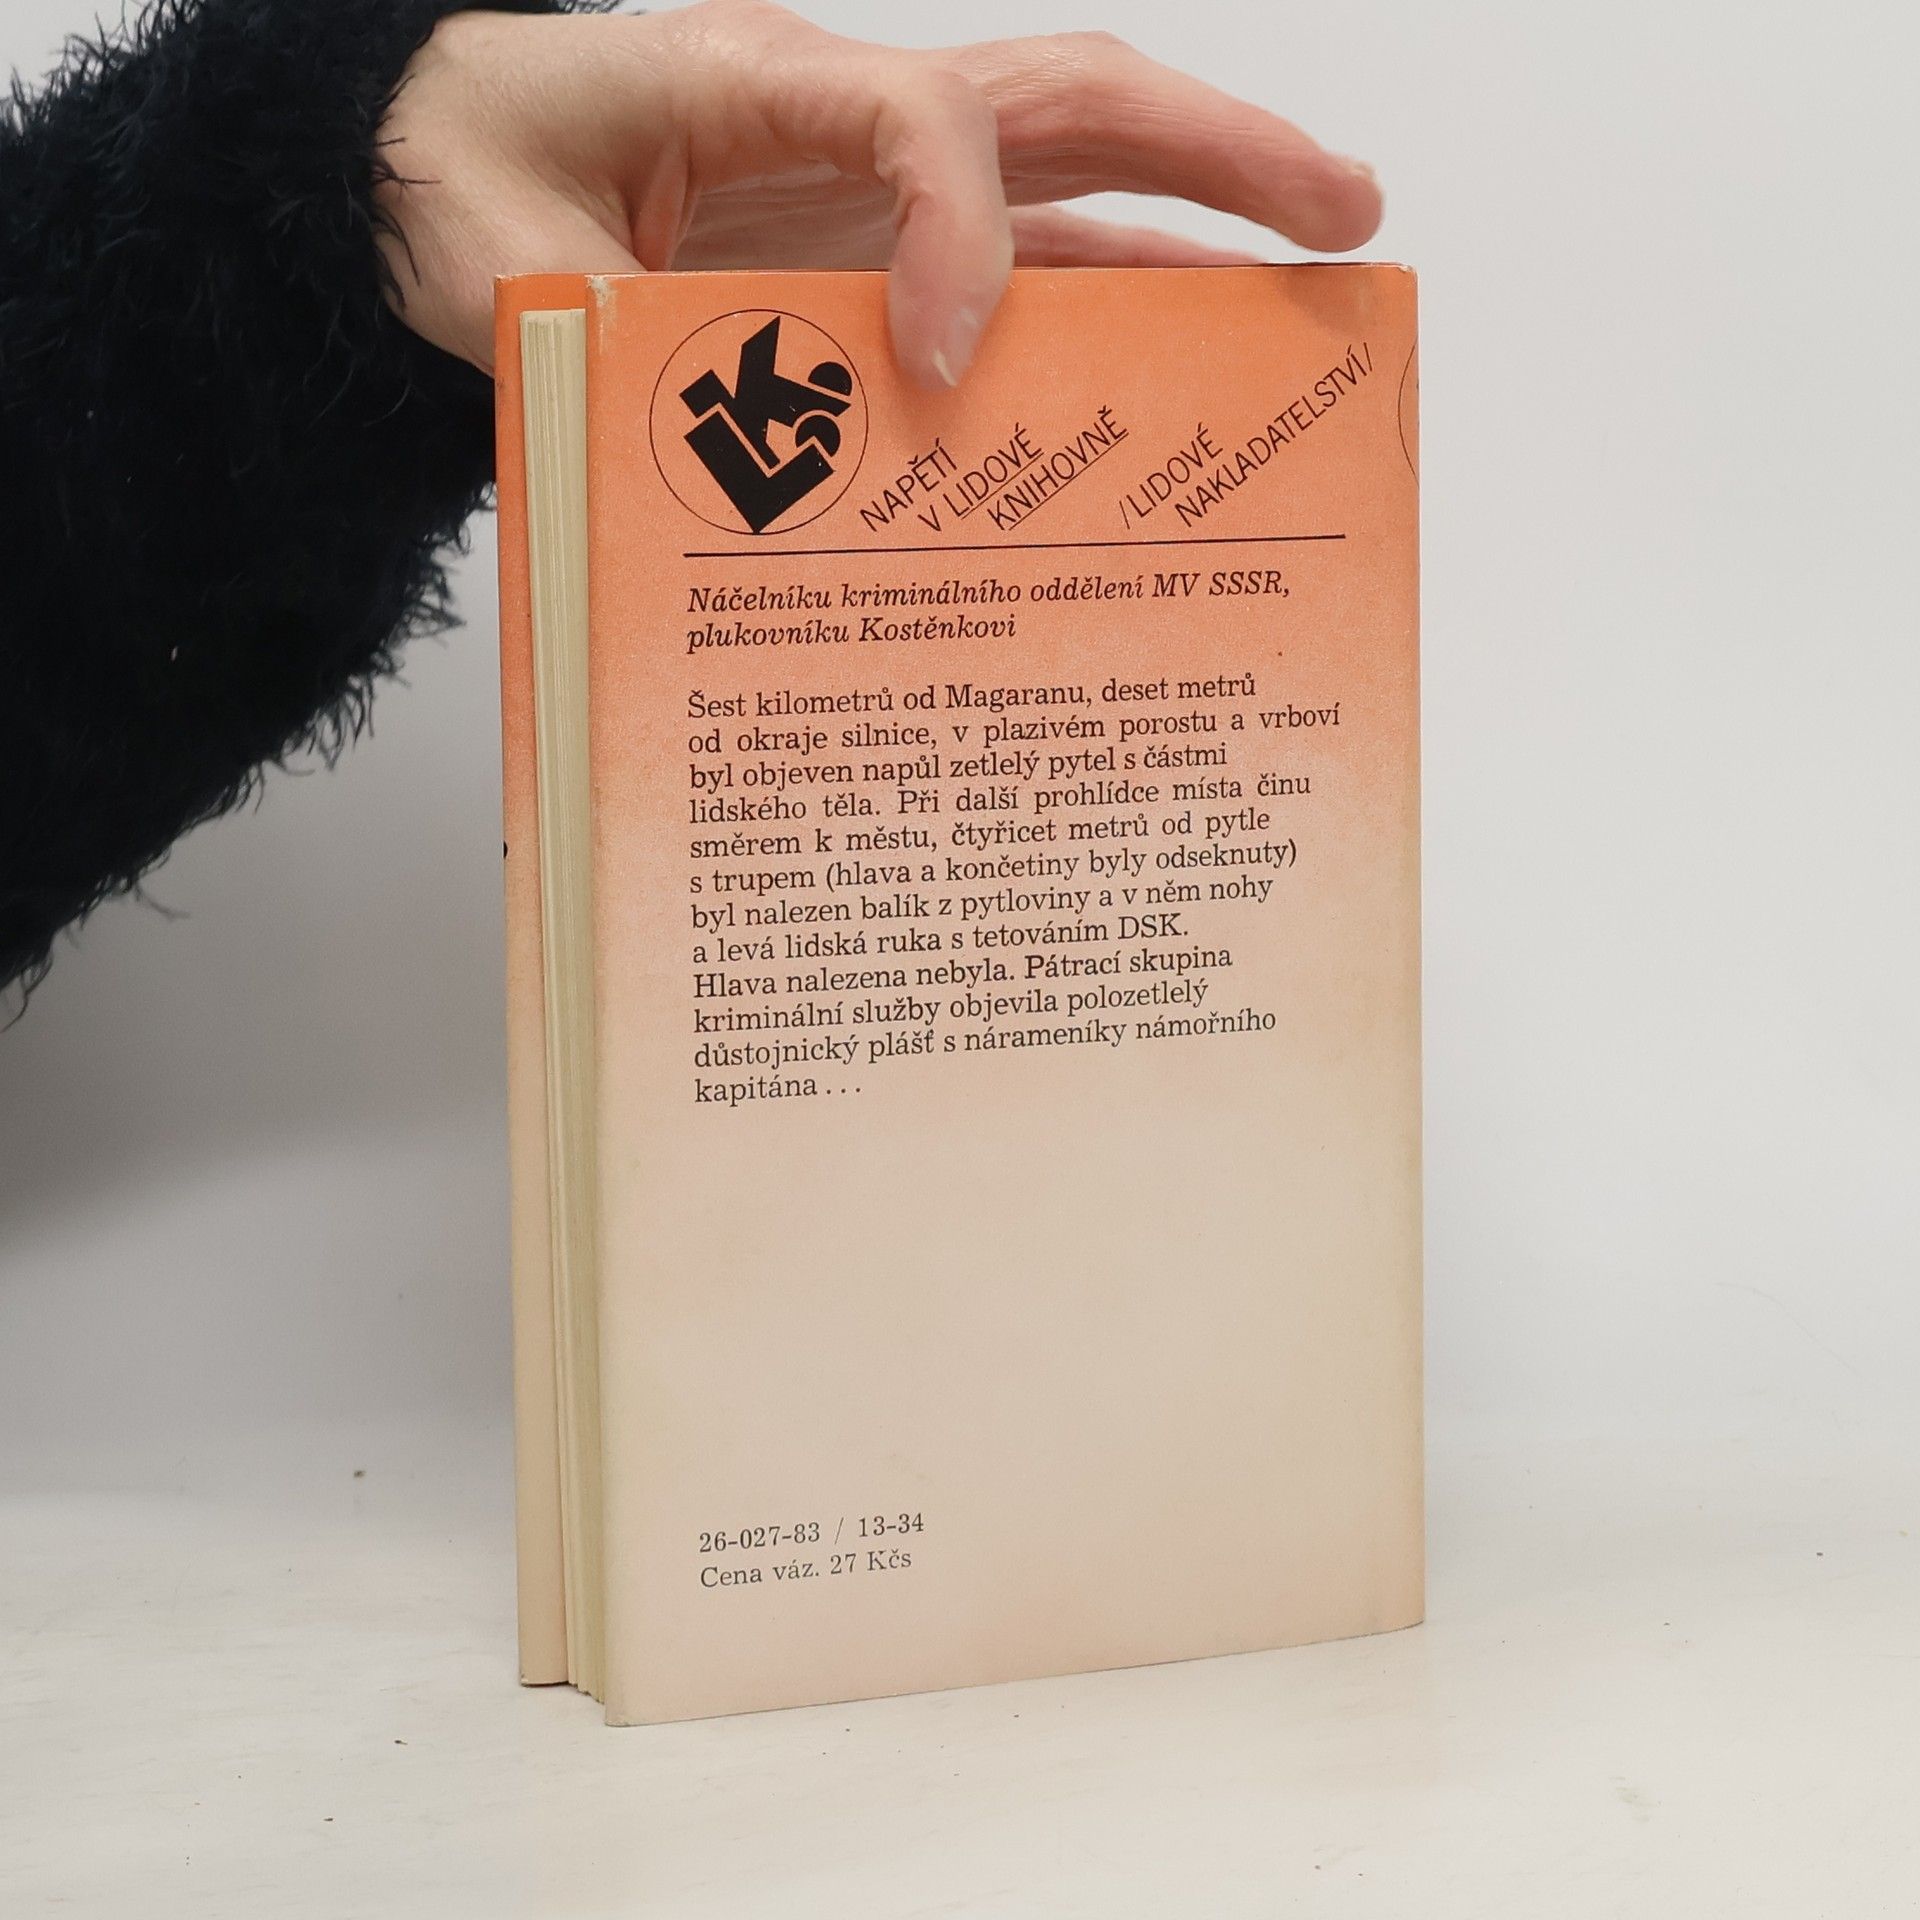 LK
NAPĚTÍ
V LIDOVÉ
KNIHOVNĚ
/LIDOVÉ
NAKLADATELSTVÍ/
Náčelníku kriminálního oddělení MV SSSR,
plukovníku Kostěnkovi
Šest kilometrů od Magaranu, deset metrů
od okraje silnice, v plazivém porostu a vrboví
byl objeven napůl zetlelý pytel s částmi
lidského těla. Při další prohlídce místa činu
směrem k městu, čtyřicet metrů od pytle
s trupem (hlava a končetiny byly odseknuty)
byl nalezen balík z pytloviny a v něm nohy
a levá lidská ruka s tetováním DSK.
Hlava nalezena nebyla. Pátrací skupina
kriminální služby objevila polozetlelý
důstojnický plášť s nárameníky námořního
kapitána...
26-027-83 / 13-34
Cena váz. 27 Kčs